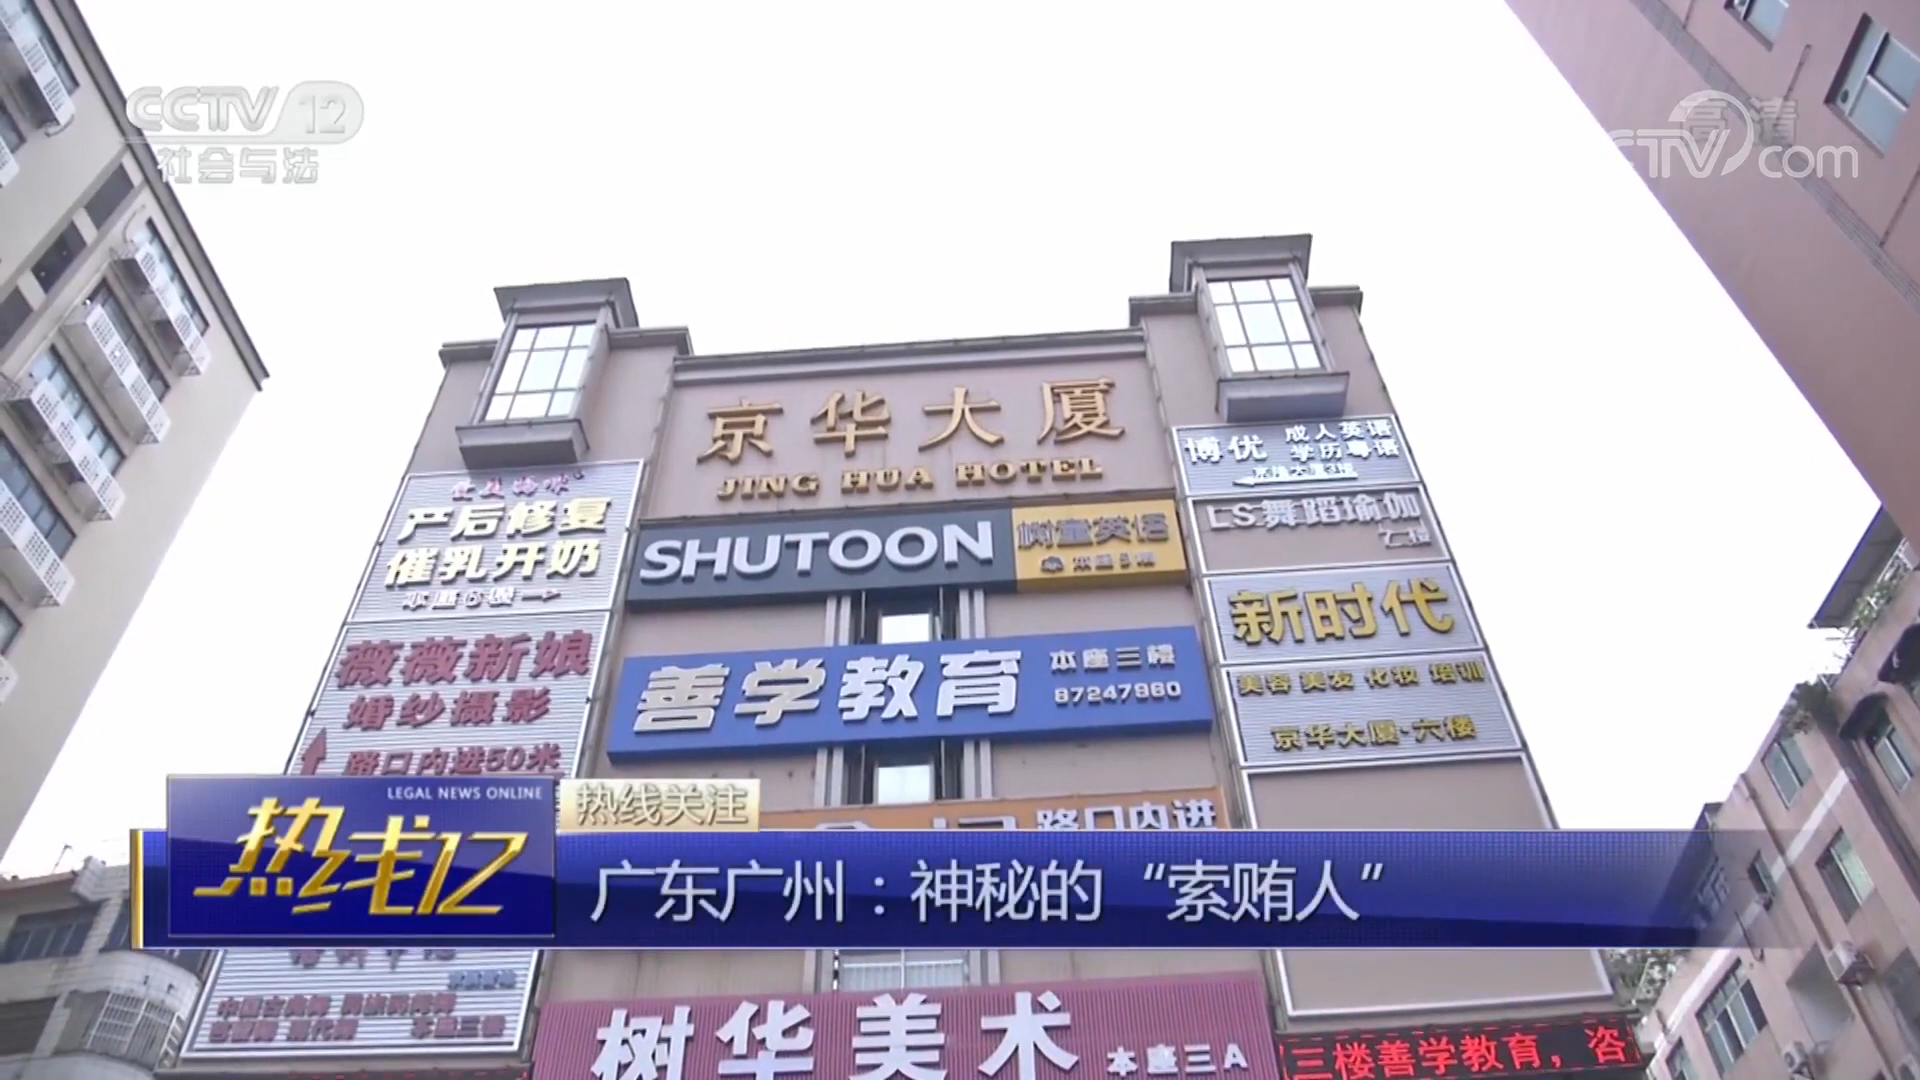 CCTV 12
社会与法
高清
CTV com
京华大厦
JING HUA HOTEL
SHUTOON
树童英语
善学教育
本座三楼
87247960
产后修复
催乳开奶
薇薇新娘
婚纱摄影
路口内进50米
博优
成人英语
学历粤语
LS舞蹈瑜伽
新时代
美容 美发 化妆 培训
京华大厦·六楼
路口内进
LEGAL NEWS ONLINE
热线12
热线关注
广东广州：神秘的“索贿人”
树华美术
本座三A
三楼善学教育，咨